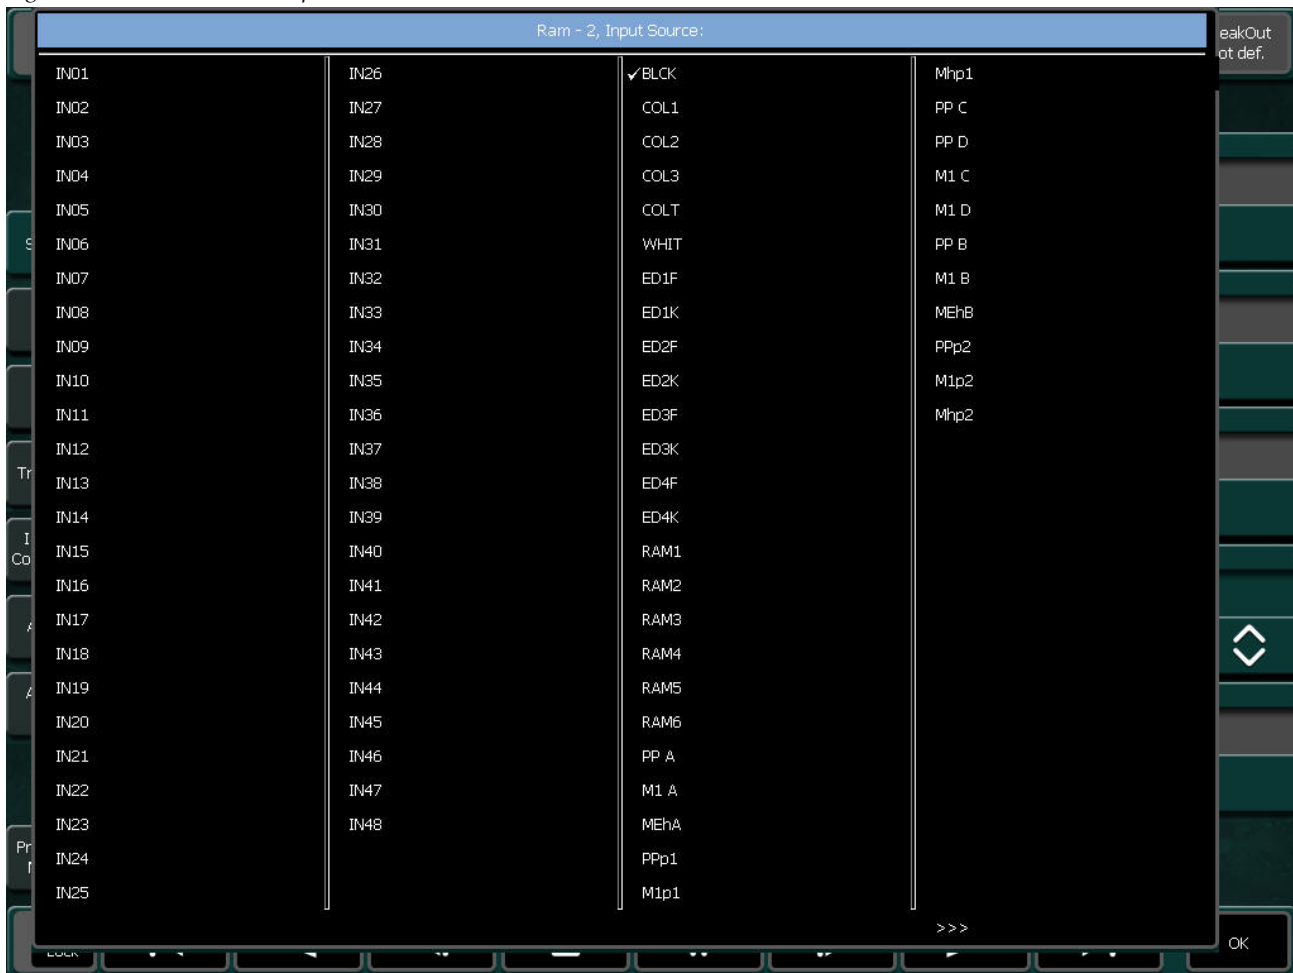 Ram - 2, Input Source:
eakOut
ot def.
IN01
IN02
IN03
IN04
IN05
IN06
IN07
IN08
IN09
IN10
IN11
IN12
IN13
IN14
IN15
IN16
IN17
IN18
IN19
IN20
IN21
IN22
IN23
IN24
IN25
IN26
IN27
IN28
IN29
IN30
IN31
IN32
IN33
IN34
IN35
IN36
IN37
IN38
IN39
IN40
IN41
IN42
IN43
IN44
IN45
IN46
IN47
IN48
✓BLCK
COL1
COL2
COL3
COLT
WHIT
ED1F
ED1K
ED2F
ED2K
ED3F
ED3K
ED4F
ED4K
RAM1
RAM2
RAM3
RAM4
RAM5
RAM6
PP A
M1 A
MEhA
PPp1
M1p1
Mhp1
PP C
PP D
M1 C
M1 D
PP B
M1 B
MEhB
PPp2
M1p2
Mhp2
>>>
Tr
I
Co
Pr
OK